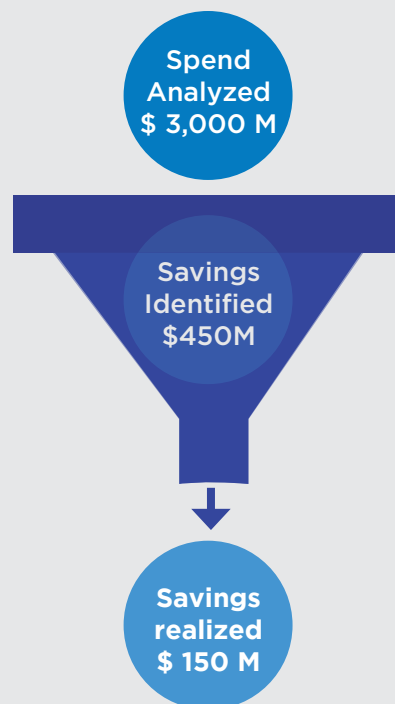 Spend
Analyzed
$ 3,000 M
Savings
Identified
$450M
Savings
realized
$ 150 M